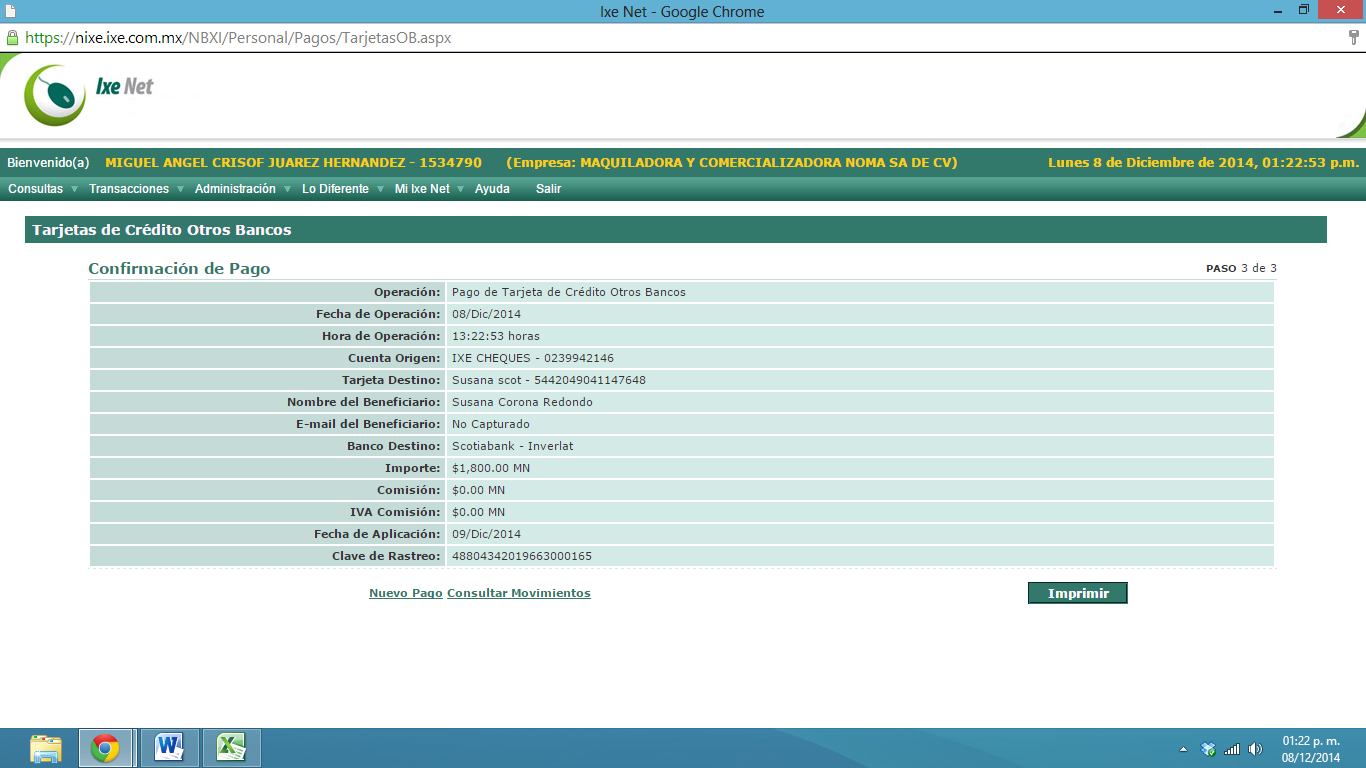 Ixe Net - Google Chrome
https://nixe.ixe.com.mx/NBXI/Personal/Pagos/TarjetasOB.aspx
Ixe Net
Bienvenido(a) MIGUEL ANGEL CRISOF JUAREZ HERNANDEZ - 1534790 (Empresa: MAQUILADORA Y COMERCIALIZADORA NOMA SA DE CV) Lunes 8 de Diciembre de 2014, 01:22:53 p.m.
Consultas Transacciones Administración Lo Diferente Mi Ixe Net Ayuda Salir
Tarjetas de Crédito Otros Bancos
Confirmación de Pago PASO 3 de 3
Operación: Pago de Tarjeta de Crédito Otros Bancos
Fecha de Operación: 08/Dic/2014
Hora de Operación: 13:22:53 horas
Cuenta Origen: IXE CHEQUES - 0239942146
Tarjeta Destino: Susana scot - 5442049041147648
Nombre del Beneficiario: Susana Corona Redondo
E-mail del Beneficiario: No Capturado
Banco Destino: Scotiabank - Inverlat
Importe: $1,800.00 MN
Comisión: $0.00 MN
IVA Comisión: $0.00 MN
Fecha de Aplicación: 09/Dic/2014
Clave de Rastreo: 48804342019663000165
Nuevo Pago Consultar Movimientos Imprimir
01:22 p. m.
08/12/2014